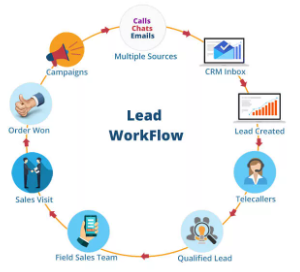 Calls
Chats
Emails
Multiple Sources
CRM Inbox
Lead Created
Telecallers
Qualified Lead
Field Sales Team
Sales Visit
Order Won
Campaigns
Lead
WorkFlow